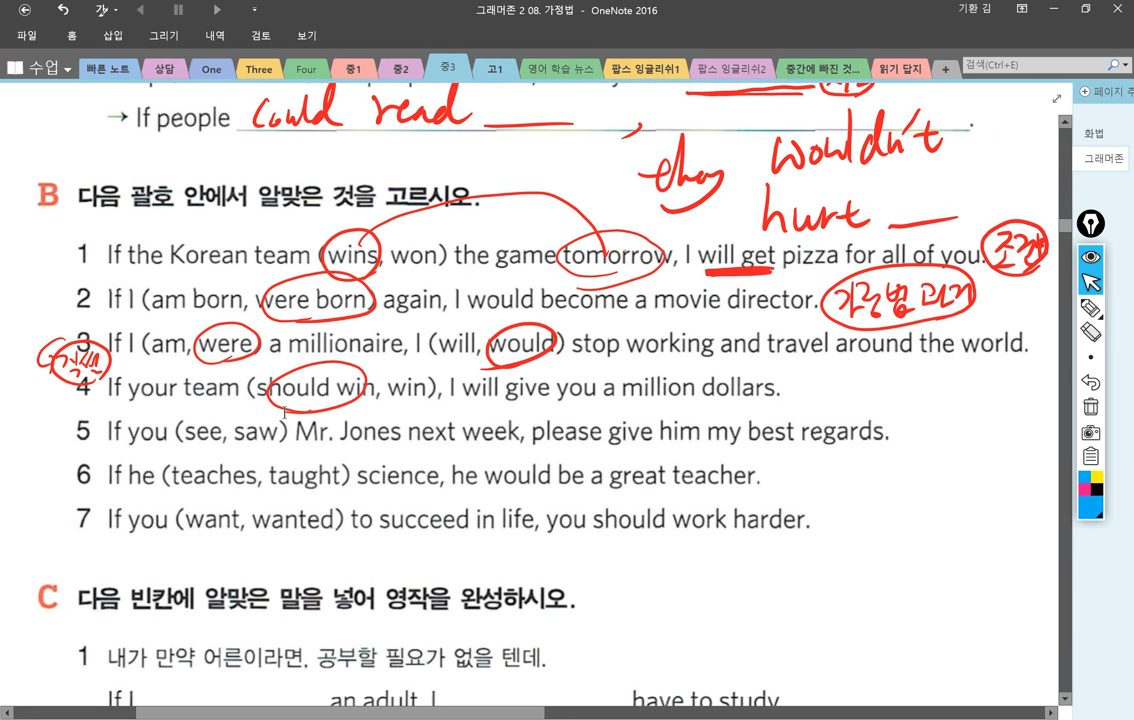 그래머존 2 08. 가정법 - OneNote 2016
기환 김
파일 홈 삽입 그리기 내역 검토 보기
수업 빠른 노트 상담 One Three Four 중1 중2 중3 고1 영어 학습 뉴스 팝스 잉글리쉬1 팝스 잉글리쉬2 중간에 빠진 것... 읽기 답지 + 검색(Ctrl+E)
페이지 추
화법
그래머존
→ If people could read ____ , they wouldn't hurt ____ .
B 다음 괄호 안에서 알맞은 것을 고르시오.
1 If the Korean team (wins, won) the game tomorrow, I will get pizza for all of you. 조건
2 If I (am born, were born) again, I would become a movie director. 가정법 과거
3 If I (am, were) a millionaire, I (will, would) stop working and travel around the world.
4 If your team (should win, win), I will give you a million dollars.
5 If you (see, saw) Mr. Jones next week, please give him my best regards.
6 If he (teaches, taught) science, he would be a great teacher.
7 If you (want, wanted) to succeed in life, you should work harder.
C 다음 빈칸에 알맞은 말을 넣어 영작을 완성하시오.
1 내가 만약 어른이라면, 공부할 필요가 없을 텐데.
If I ____ an adult, I ____ have to study